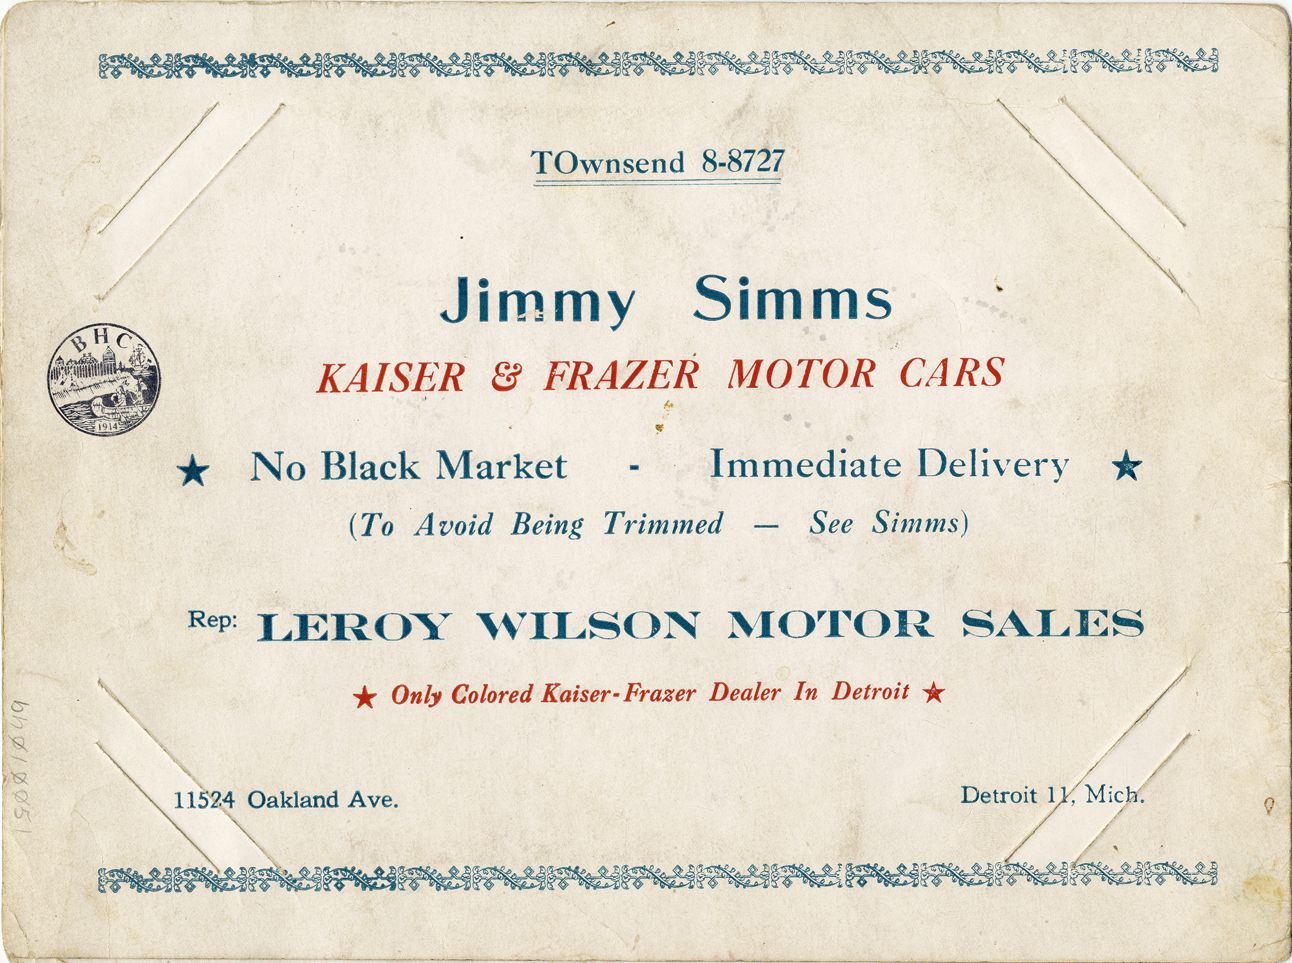 TOwnsend 8-8727
Jimmy Simms
KAISER & FRAZER MOTOR CARS
BHC
1914
★ No Black Market - Immediate Delivery ★
(To Avoid Being Trimmed — See Simms)
Rep: LEROY WILSON MOTOR SALES
★ Only Colored Kaiser-Frazer Dealer In Detroit ★
11524 Oakland Ave. Detroit 11, Mich.